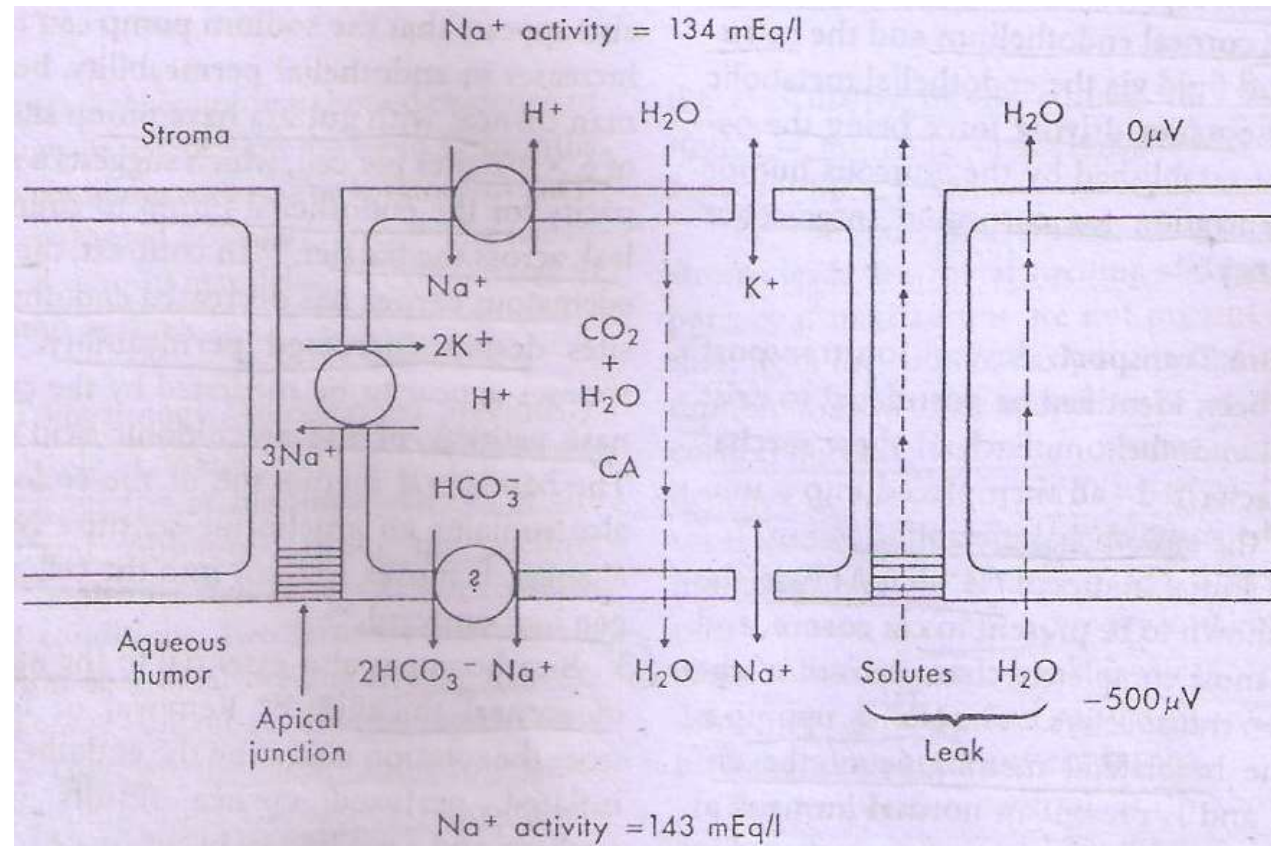 Na⁺ activity = 134 mEq/l
H⁺ H₂O H₂O 0μV
Stroma
Na⁺ K⁺
2K⁺ CO₂
+
H⁺ H₂O
3Na⁺
CA
HCO₃⁻
?
Aqueous
humor
2HCO₃⁻ Na⁺ H₂O Na⁺ Solutes H₂O -500μV
Apical
junction
Leak
Na⁺ activity =143 mEq/l